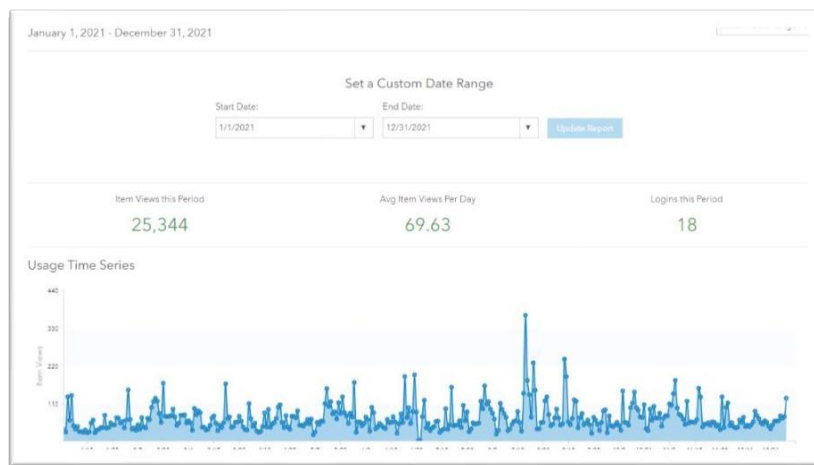 January 1, 2021 - December 31, 2021
Set a Custom Date Range
Start Date: End Date:
1/1/2021 12/31/2021 Update Report
Item Views this Period Avg Item Views Per Day Logins this Period
25,344 69.63 18
Usage Time Series
440
330
220
110
Item Views